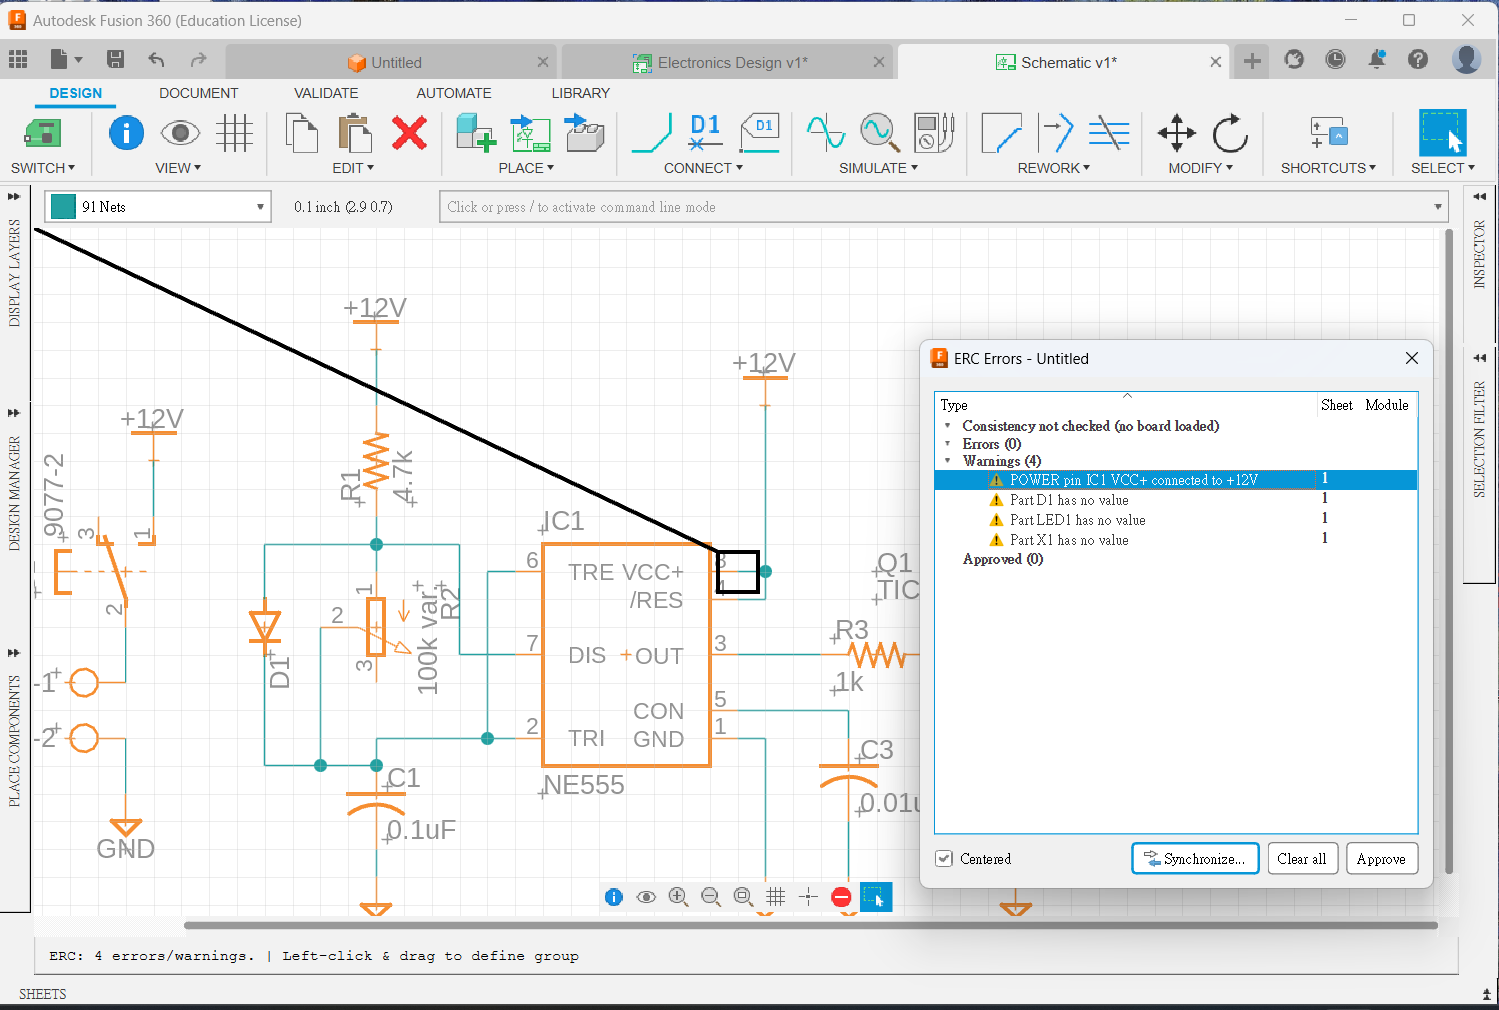 Autodesk Fusion 360 (Education License)
Untitled
Electronics Design v1*
Schematic v1*
DESIGN
DOCUMENT
VALIDATE
AUTOMATE
LIBRARY
D1
D1
SWITCH
VIEW
EDIT
PLACE
CONNECT
SIMULATE
REWORK
MODIFY
SHORTCUTS
SELECT
91 Nets
0.1 inch (2.9 0.7)
Click or press / to activate command line mode
DISPLAY LAYERS
DESIGN MANAGER
PLACE COMPONENTS
INSPECTOR
SELECTION FILTER
+12V
+12V
+12V
9077-2
3
1
2
-1
-2
GND
R1
4.7k
D1
1
2
3
100k var.
R2
C1
0.1uF
IC1
6
TRE
VCC+
/RES
7
DIS
OUT
3
CON
5
2
TRI
GND
1
NE555
Q1
TIC
R3
1k
C3
0.01u
ERC Errors - Untitled
Type
Sheet
Module
Consistency not checked (no board loaded)
Errors (0)
Warnings (4)
POWER pin IC1 VCC+ connected to +12V 1
Part D1 has no value 1
Part LED1 has no value 1
Part X1 has no value 1
Approved (0)
Centered
Synchronize...
Clear all
Approve
ERC: 4 errors/warnings. | Left-click & drag to define group
SHEETS